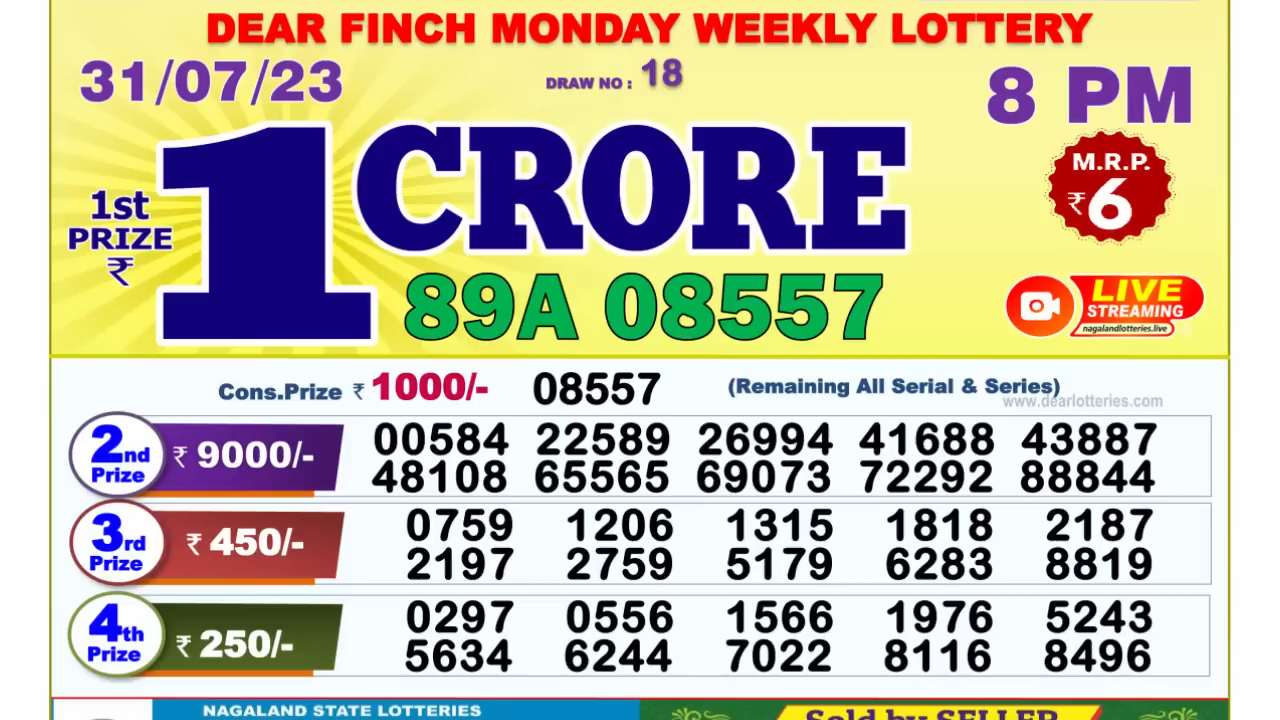 DEAR FINCH MONDAY WEEKLY LOTTERY
31/07/23
DRAW NO : 18
8 PM
M.R.P.
₹6
1st
PRIZE
₹
1 CRORE
89A 08557
LIVE
STREAMING
nagalandlotteries.live
Cons.Prize ₹ 1000/- 08557 (Remaining All Serial & Series)
www.dearlotteries.com
2nd
Prize
₹ 9000/-
00584 22589 26994 41688 43887
48108 65565 69073 72292 88844
3rd
Prize
₹ 450/-
0759 1206 1315 1818 2187
2197 2759 5179 6283 8819
4th
Prize
₹ 250/-
0297 0556 1566 1976 5243
5634 6244 7022 8116 8496
NAGALAND STATE LOTTERIES
Sold by SELLER